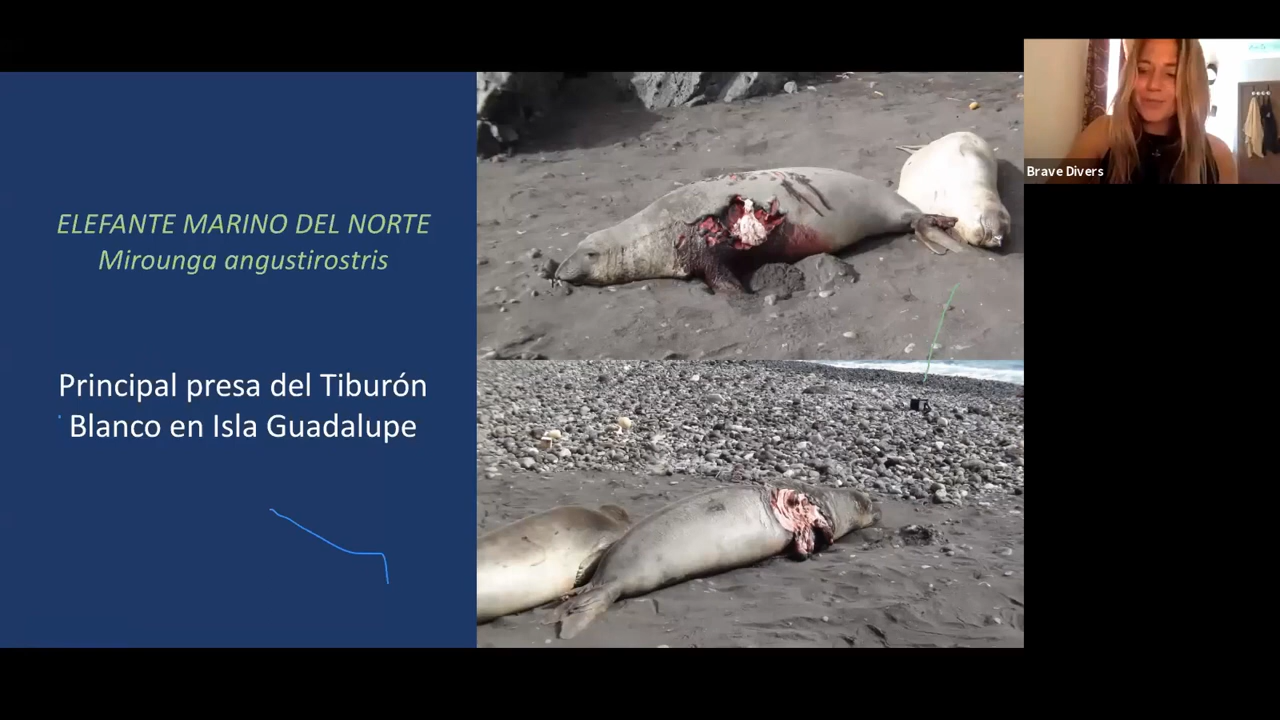 ELEFANTE MARINO DEL NORTE
Mirounga angustirostris
Principal presa del Tiburón
Blanco en Isla Guadalupe
Brave Divers